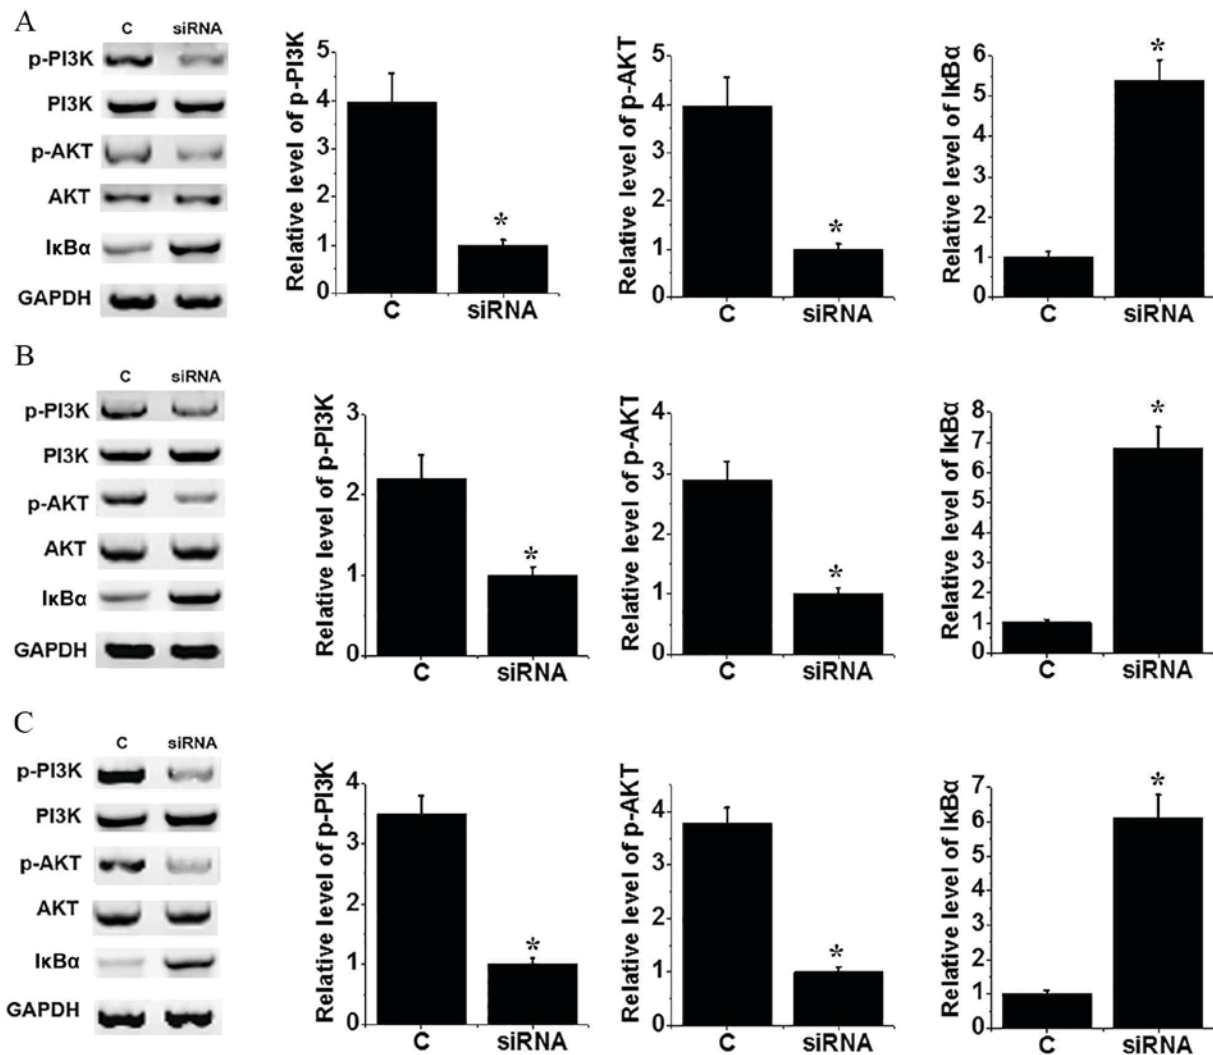 A
C siRNA
p-PI3K
PI3K
p-AKT
AKT
IκBα
GAPDH
Relative level of p-PI3K
5
4
3
2
1
0
*
C siRNA
Relative level of p-AKT
5
4
3
2
1
0
*
C siRNA
Relative level of IκBα
6
5
4
3
2
1
0
*
C siRNA
B
C siRNA
p-PI3K
PI3K
p-AKT
AKT
IκBα
GAPDH
Relative level of p-PI3K
3
2
1
0
*
C siRNA
Relative level of p-AKT
4
3
2
1
0
*
C siRNA
Relative level of IκBα
8
7
6
5
4
3
2
1
0
*
C siRNA
C
C siRNA
p-PI3K
PI3K
p-AKT
AKT
IκBα
GAPDH
Relative level of p-PI3K
4
3
2
1
0
*
C siRNA
Relative level of p-AKT
4
3
2
1
0
*
C siRNA
Relative level of IκBα
7
6
5
4
3
2
1
0
*
C siRNA